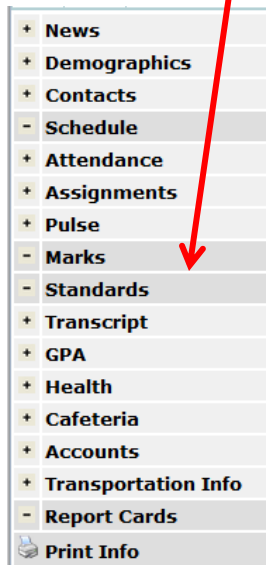 + News
+ Demographics
+ Contacts
- Schedule
+ Attendance
+ Assignments
+ Pulse
- Marks
- Standards
+ Transcript
+ GPA
+ Health
+ Cafeteria
+ Accounts
+ Transportation Info
- Report Cards
Print Info